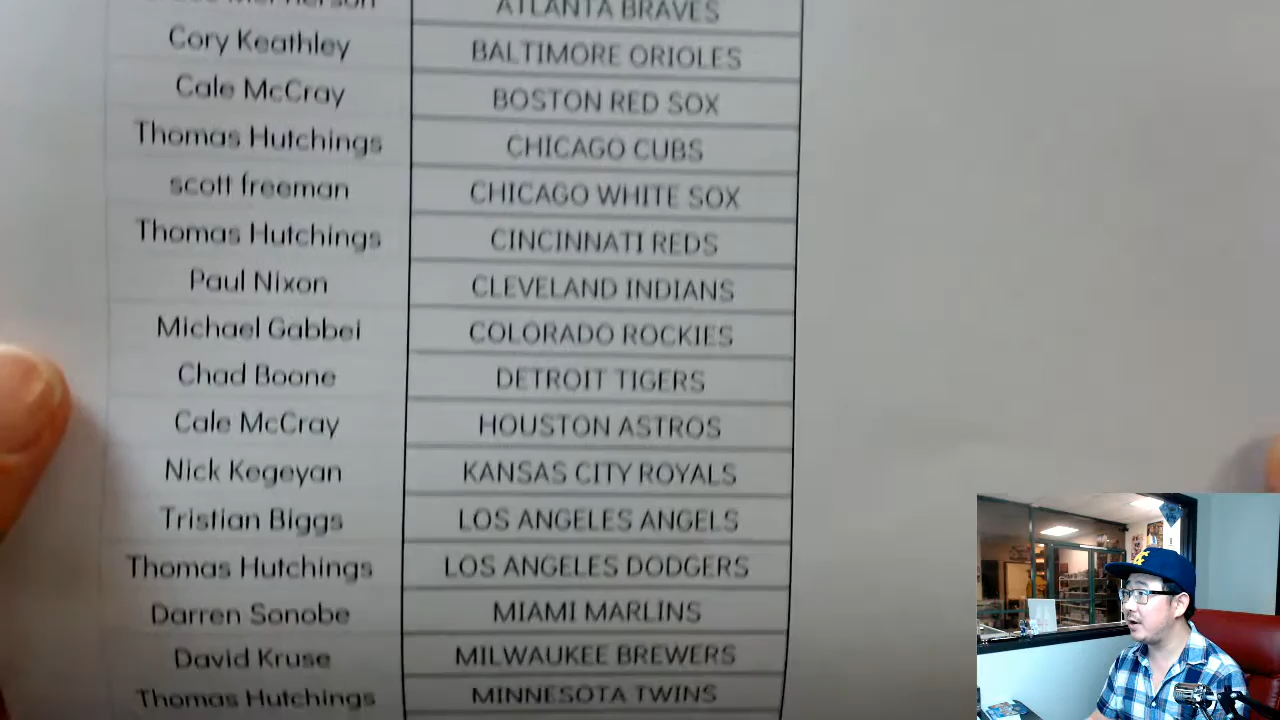 ATLANTA BRAVES
Cory Keathley BALTIMORE ORIOLES
Cale McCray BOSTON RED SOX
Thomas Hutchings CHICAGO CUBS
scott freeman CHICAGO WHITE SOX
Thomas Hutchings CINCINNATI REDS
Paul Nixon CLEVELAND INDIANS
Michael Gabbei COLORADO ROCKIES
Chad Boone DETROIT TIGERS
Cale McCray HOUSTON ASTROS
Nick Kegeyan KANSAS CITY ROYALS
Tristian Biggs LOS ANGELES ANGELS
Thomas Hutchings LOS ANGELES DODGERS
Darren Sonobe MIAMI MARLINS
David Kruse MILWAUKEE BREWERS
Thomas Hutchings MINNESOTA TWINS